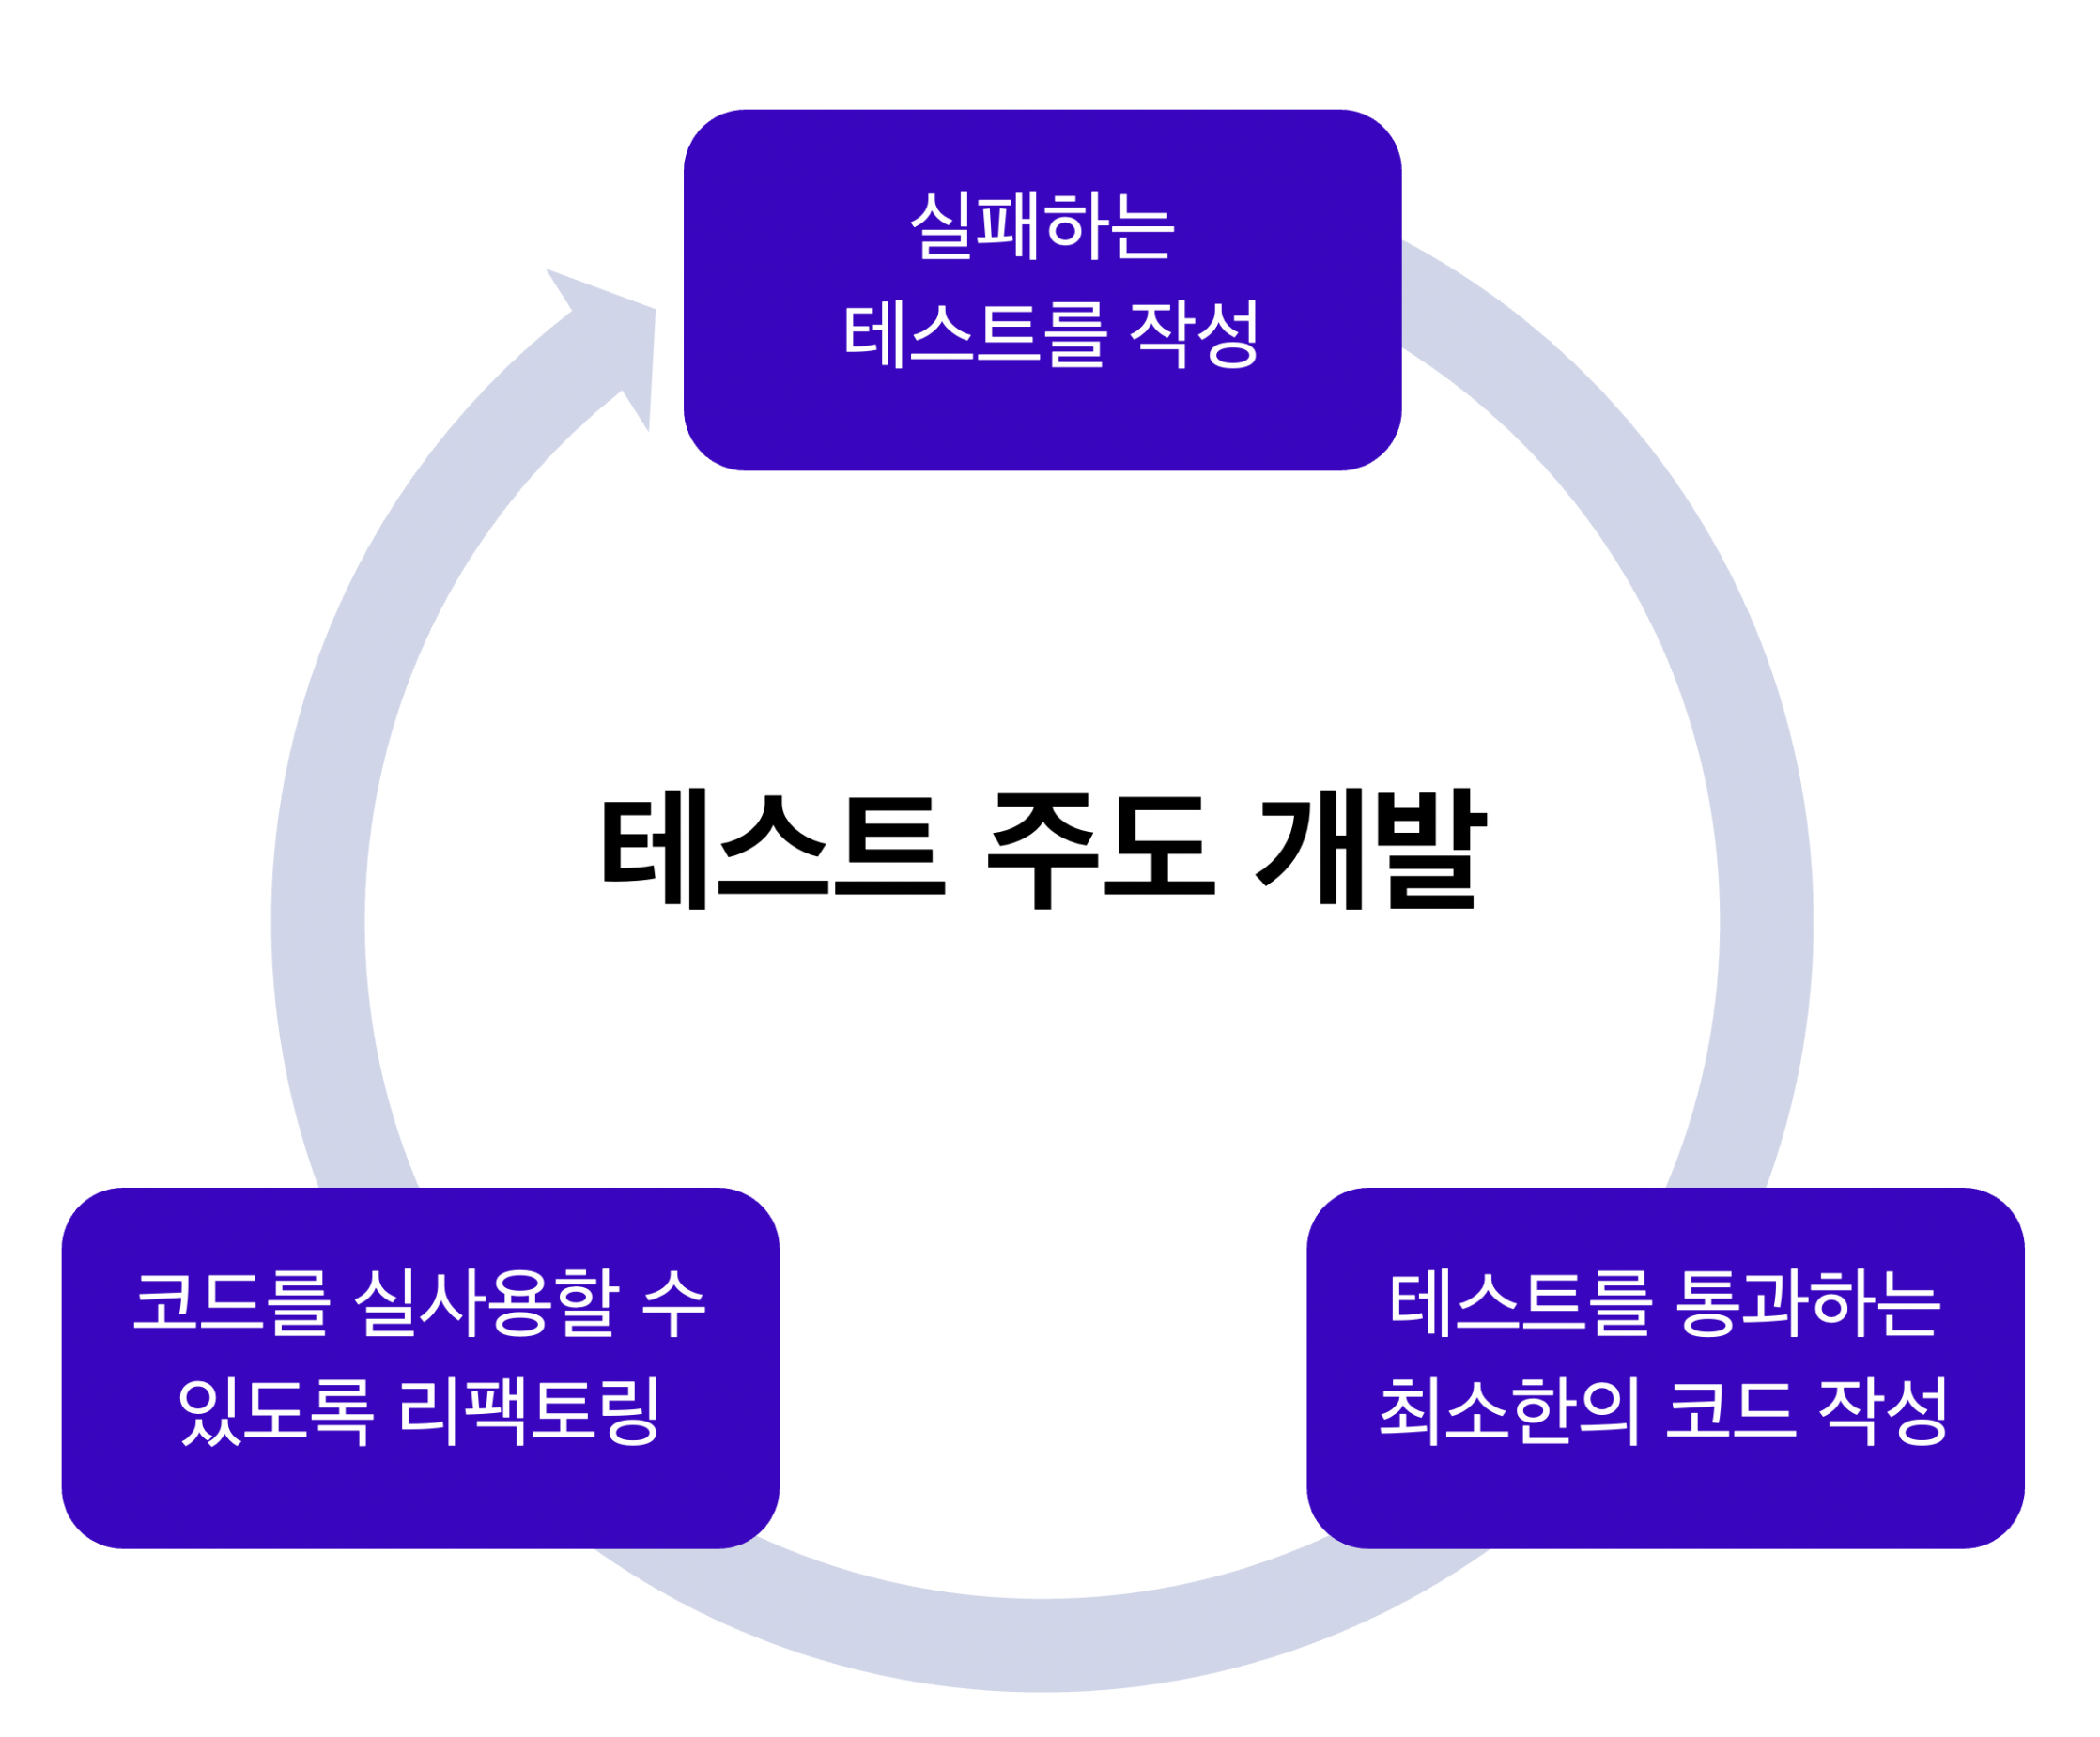 실패하는
테스트를 작성
테스트 주도 개발
코드를 실사용할 수
있도록 리팩토링
테스트를 통과하는
최소한의 코드 작성